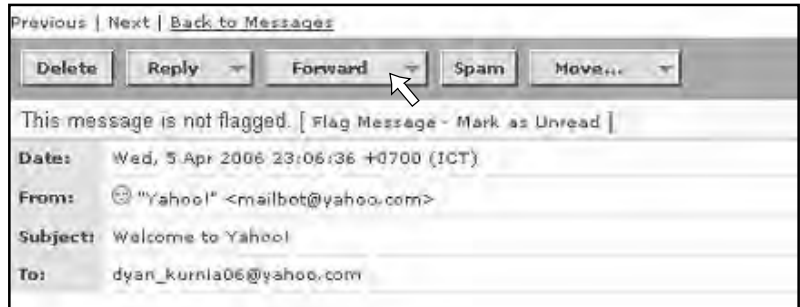 Previous | Next | Back to Messages
Delete Reply Forward Spam Move...
This message is not flagged. [ Flag Message - Mark as Unread ]
Date: Wed, 5 Apr 2006 23:06:36 +0700 (ICT)
From: "Yahoo!" <mailbot@yahoo.com>
Subject: Welcome to Yahoo!
To: dyan_kurnia06@yahoo.com